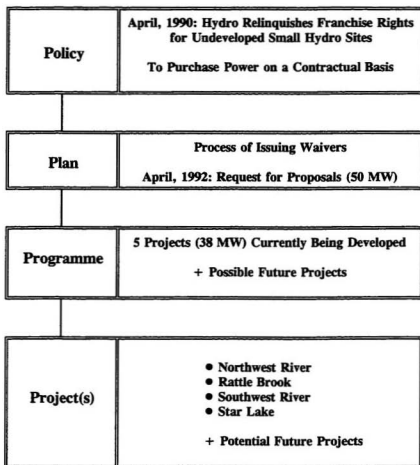 Policy
April, 1990: Hydro Relinquishes Franchise Rights
for Undeveloped Small Hydro Sites
To Purchase Power on a Contractual Basis
Plan
Process of Issuing Waivers
April, 1992: Request for Proposals (50 MW)
Programme
5 Projects (38 MW) Currently Being Developed
+ Possible Future Projects
Project(s)
● Northwest River
● Rattle Brook
● Southwest River
● Star Lake
+ Potential Future Projects